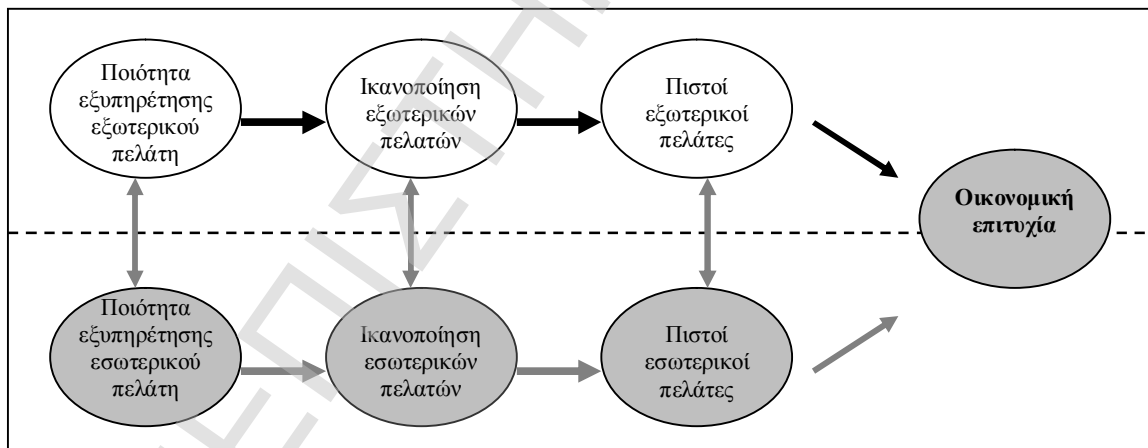 Ποιότητα
εξυπηρέτησης
εξωτερικού
πελάτη
Ικανοποίηση
εξωτερικών
πελατών
Πιστοί
εξωτερικοί
πελάτες
Οικονομική
επιτυχία
Ποιότητα
εξυπηρέτησης
εσωτερικού
πελάτη
Ικανοποίηση
εσωτερικών
πελατών
Πιστοί
εσωτερικοί
πελάτες